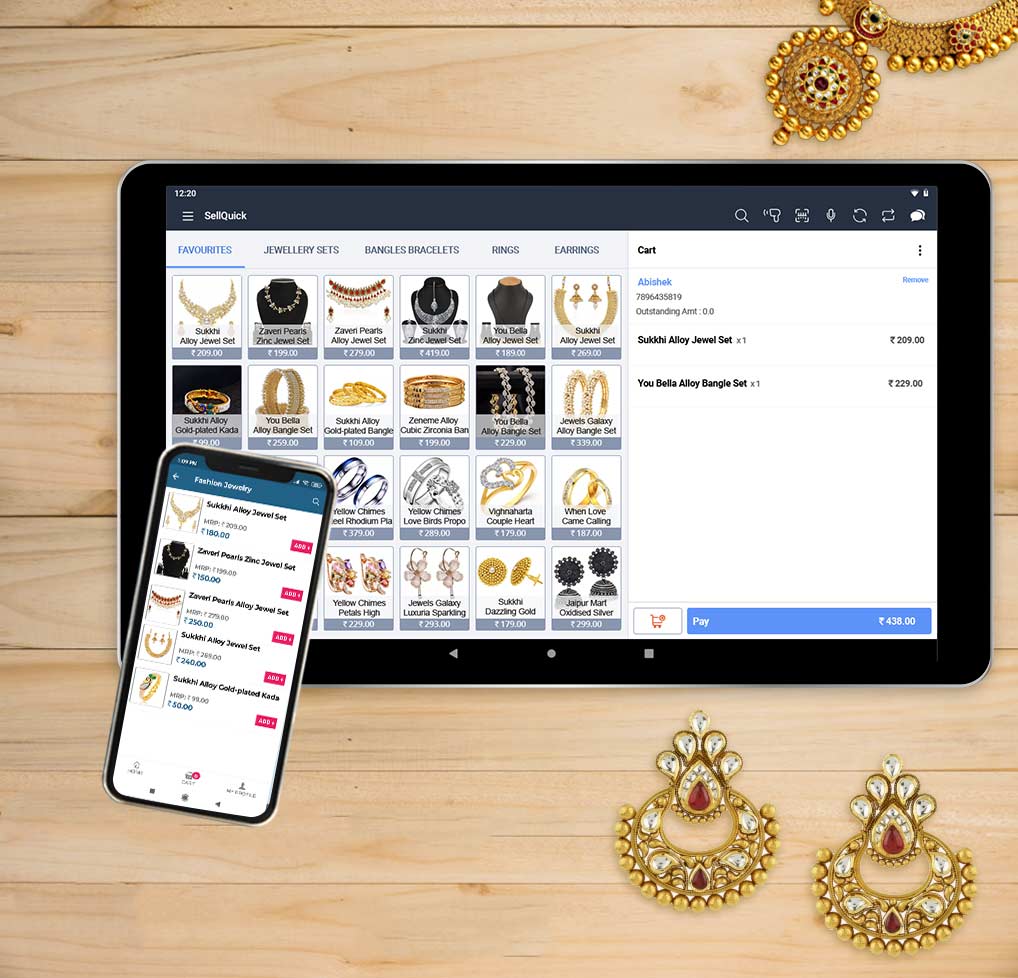 12:20
SellQuick
FAVOURITES JEWELLERY SETS BANGLES BRACELETS RINGS EARRINGS
Sukkhi
Alloy Jewel Set
₹ 209.00
Zaveri Pearls
Zinc Jewel Set
₹ 199.00
Zaveri Pearls
Alloy Jewel Set
₹ 279.00
Sukkhi
Zinc Jewel Set
₹ 419.00
You Bella
Alloy Jewel Set
₹ 189.00
Sukkhi
Alloy Jewel Set
₹ 269.00
Sukkhi Alloy
Gold-plated Kada
₹ 99.00
You Bella
Alloy Bangle Set
₹ 259.00
Sukkhi Alloy
Gold-plated Bangle
₹ 109.00
Zeneme Alloy
Cubic Zirconia Ban
₹ 199.00
You Bella
Alloy Bangle Set
₹ 229.00
Jewels Galaxy
Alloy Bangle Set
₹ 339.00
Yellow Chimes
eel Rhodium Pla
₹ 379.00
Yellow Chimes
Love Birds Propo
₹ 289.00
Vighnaharta
Couple Heart
₹ 179.00
When Love
Came Calling
₹ 187.00
Yellow Chimes
Petals High
₹ 229.00
Jewels Galaxy
Luxuria Sparkling
₹ 293.00
Sukkhi
Dazzling Gold
₹ 179.00
Jaipur Mart
Oxidised Silver
₹ 299.00
Cart
Abishek
Remove
7896435819
Outstanding Amt : 0.0
Sukkhi Alloy Jewel Set x 1 ₹ 209.00
You Bella Alloy Bangle Set x 1 ₹ 229.00
Pay ₹ 438.00
1:09 PM
Fashion Jewelry
Sukkhi Alloy Jewel Set
MRP: ₹ 209.00
₹ 180.00
ADD +
Zaveri Pearls Zinc Jewel Set
MRP: ₹ 199.00
₹ 150.00
ADD +
Zaveri Pearls Alloy Jewel Set
MRP: ₹ 279.00
₹ 250.00
ADD +
Sukkhi Alloy Jewel Set
MRP: ₹ 269.00
₹ 240.00
ADD +
Sukkhi Alloy Gold-plated Kada
MRP: ₹ 99.00
₹ 50.00
ADD +
HOME
CART
MY PROFILE